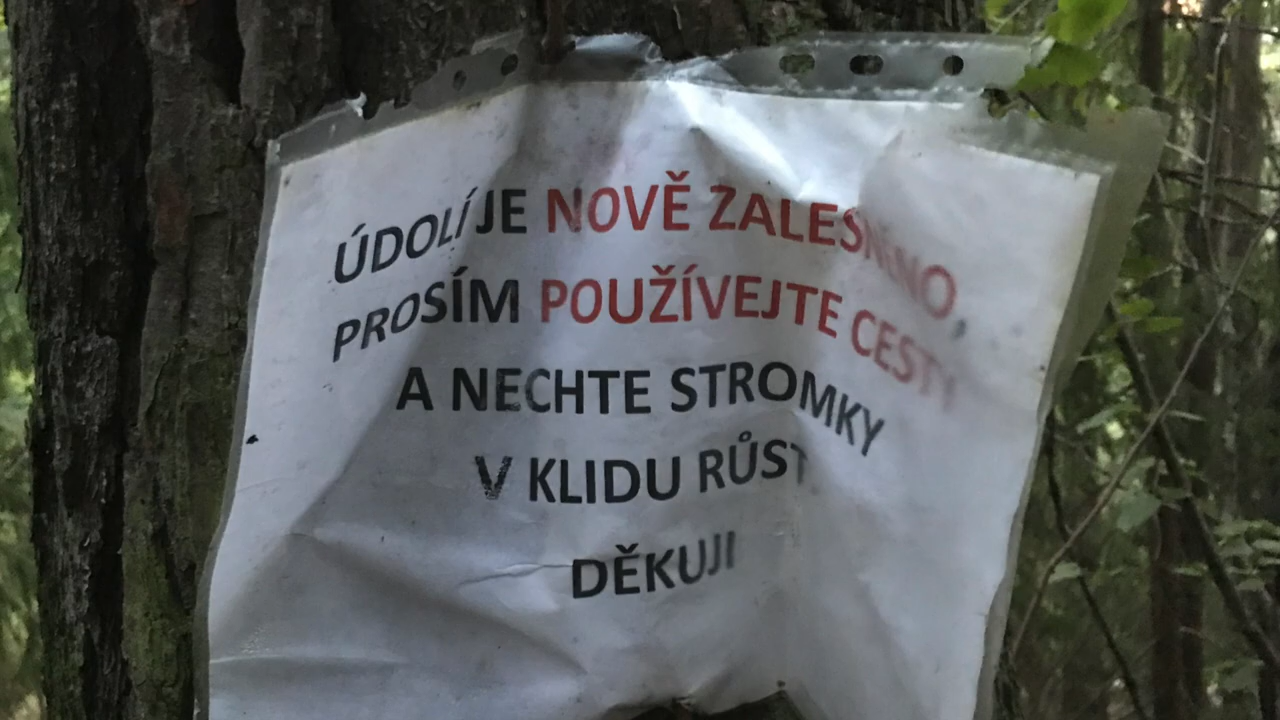 ÚDOLÍ JE NOVĚ ZALESNĚNO,
PROSÍM POUŽÍVEJTE CESTY
A NECHTE STROMKY
V KLIDU RŮST
DĚKUJI